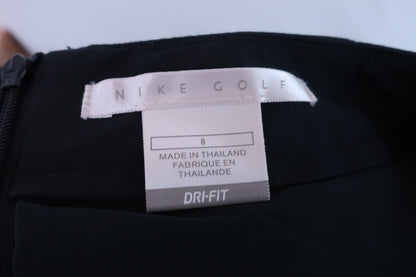 NIKE GOLF
8
MADE IN THAILAND
FABRIQUE EN
THAILANDE
DRI-FIT